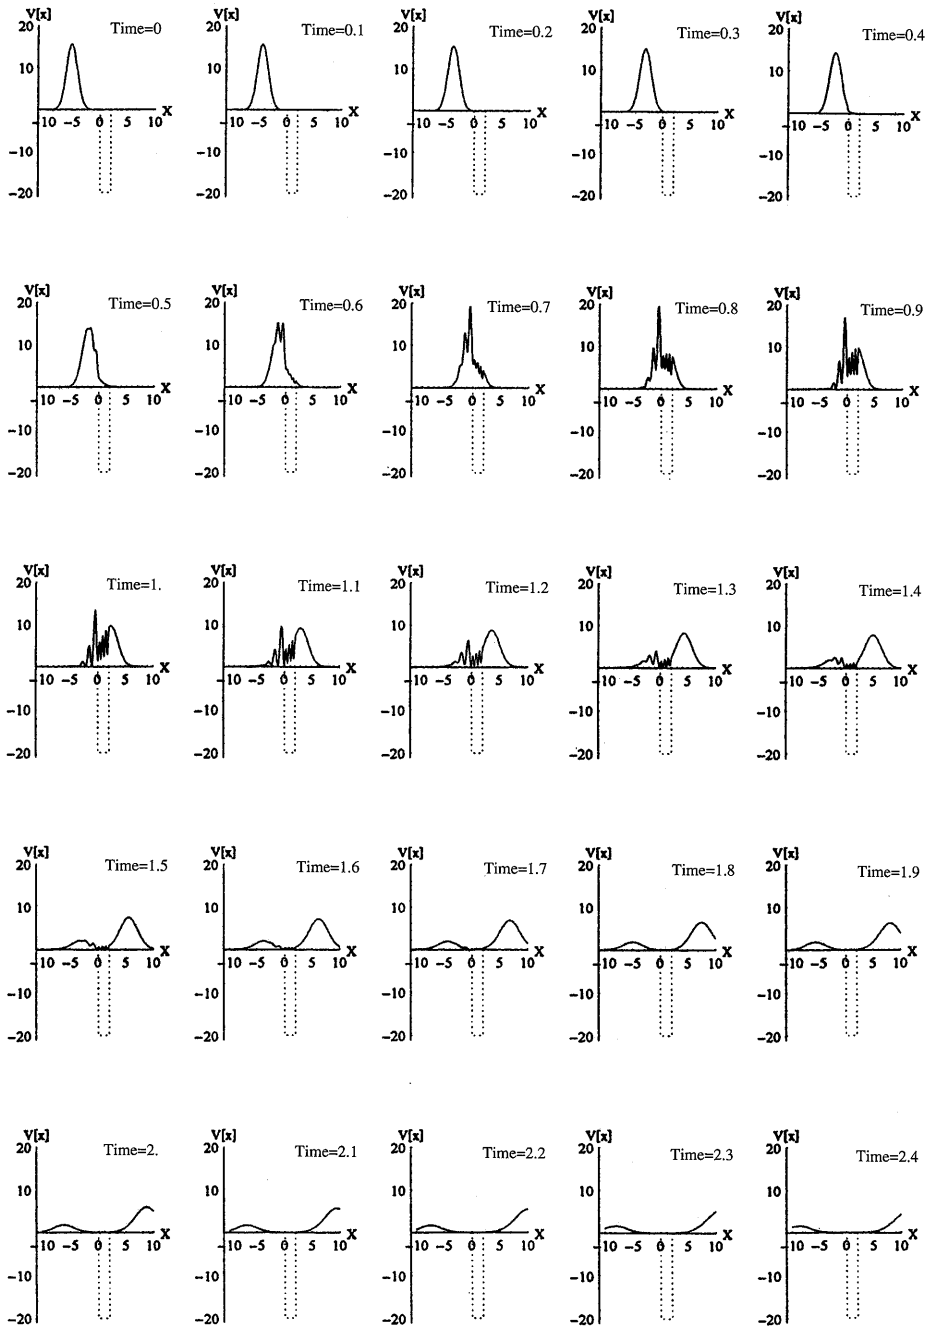 V[x]
20
Time=0
10
X
-10 -5 0 5 10
-10
-20
V[x]
20
Time=0.1
10
X
-10 -5 0 5 10
-10
-20
V[x]
20
Time=0.2
10
X
-10 -5 0 5 10
-10
-20
V[x]
20
Time=0.3
10
X
-10 -5 0 5 10
-10
-20
V[x]
20
Time=0.4
10
X
-10 -5 0 5 10
-10
-20
V[x]
20
Time=0.5
10
X
-10 -5 0 5 10
-10
-20
V[x]
20
Time=0.6
10
X
-10 -5 0 5 10
-10
-20
V[x]
20
Time=0.7
10
X
-10 -5 0 5 10
-10
-20
V[x]
20
Time=0.8
10
X
-10 -5 0 5 10
-10
-20
V[x]
20
Time=0.9
10
X
-10 -5 0 5 10
-10
-20
V[x]
20
Time=1.
10
X
-10 -5 0 5 10
-10
-20
V[x]
20
Time=1.1
10
X
-10 -5 0 5 10
-10
-20
V[x]
20
Time=1.2
10
X
-10 -5 0 5 10
-10
-20
V[x]
20
Time=1.3
10
X
-10 -5 0 5 10
-10
-20
V[x]
20
Time=1.4
10
X
-10 -5 0 5 10
-10
-20
V[x]
20
Time=1.5
10
X
-10 -5 0 5 10
-10
-20
V[x]
20
Time=1.6
10
X
-10 -5 0 5 10
-10
-20
V[x]
20
Time=1.7
10
X
-10 -5 0 5 10
-10
-20
V[x]
20
Time=1.8
10
X
-10 -5 0 5 10
-10
-20
V[x]
20
Time=1.9
10
X
-10 -5 0 5 10
-10
-20
V[x]
20
Time=2.
10
X
-10 -5 0 5 10
-10
-20
V[x]
20
Time=2.1
10
X
-10 -5 0 5 10
-10
-20
V[x]
20
Time=2.2
10
X
-10 -5 0 5 10
-10
-20
V[x]
20
Time=2.3
10
X
-10 -5 0 5 10
-10
-20
V[x]
20
Time=2.4
10
X
-10 -5 0 5 10
-10
-20